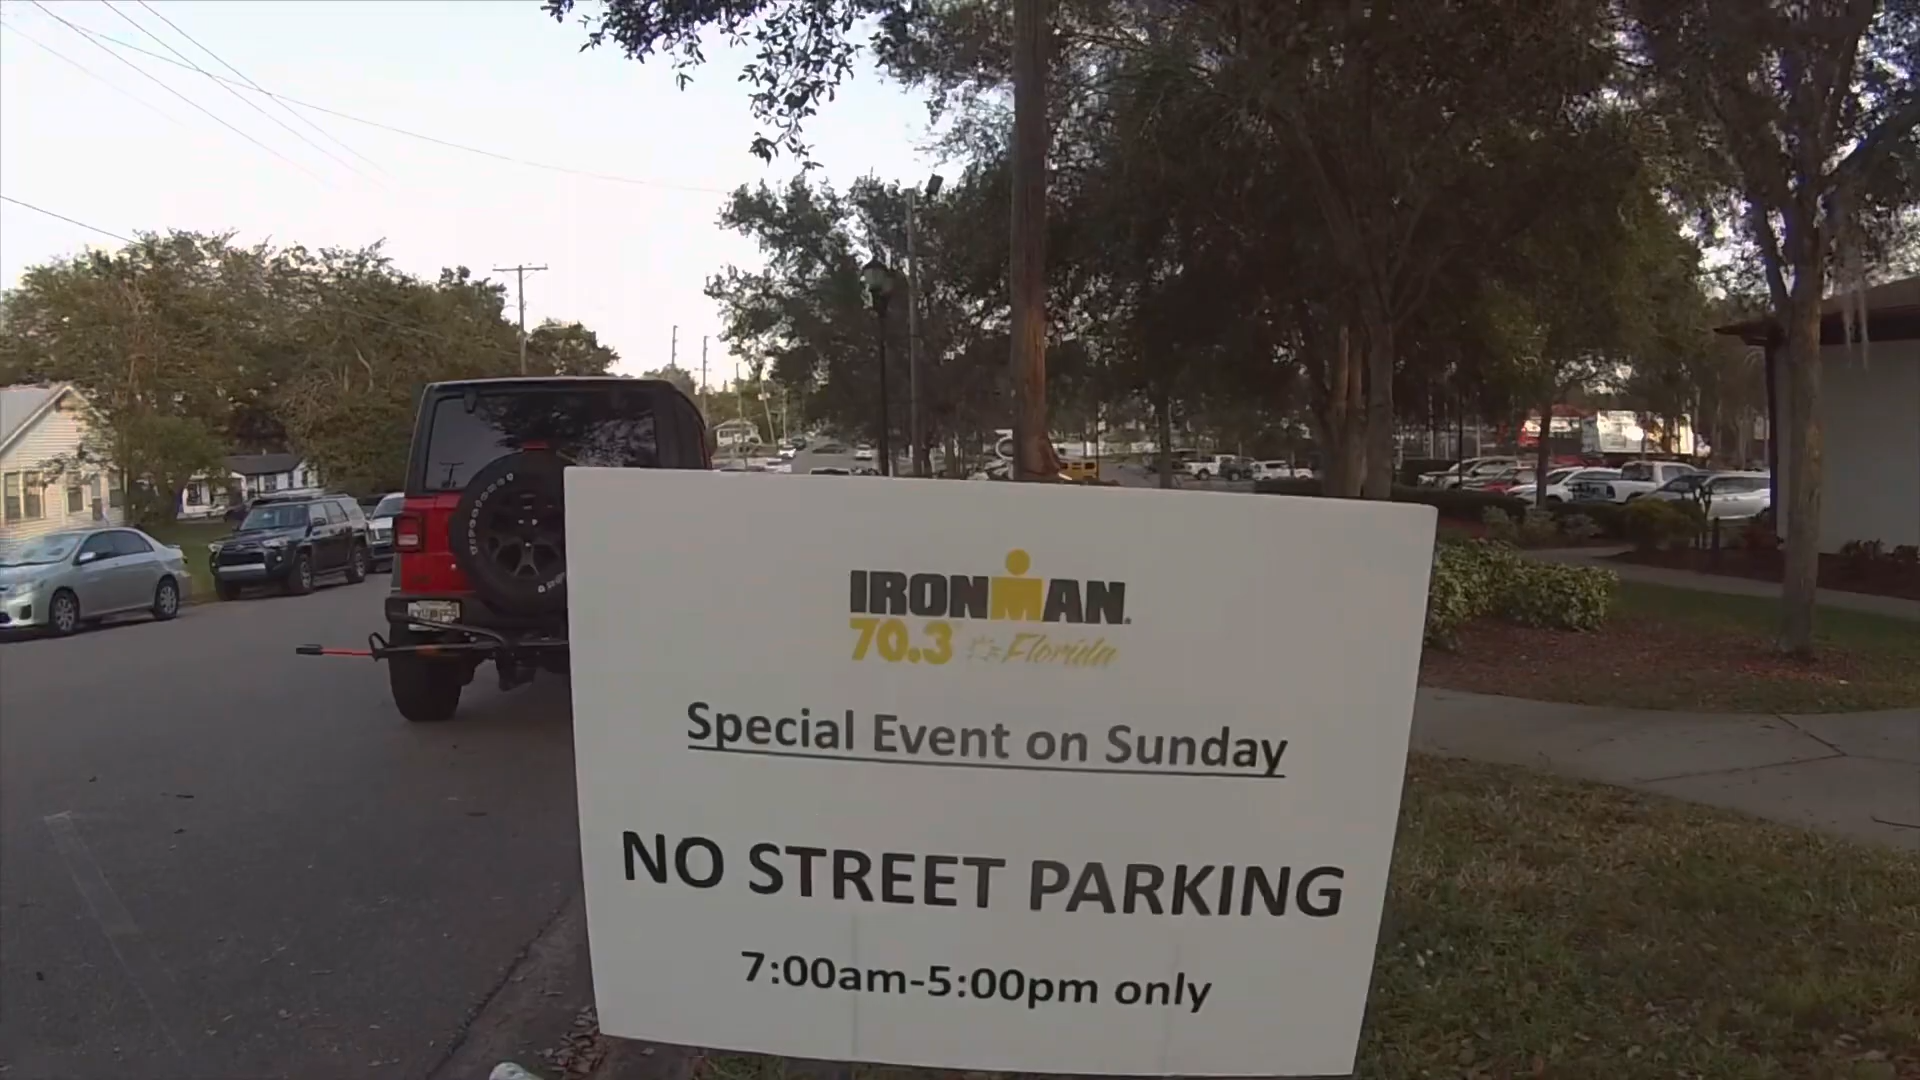 IRONMAN
70.3 Florida
Special Event on Sunday
NO STREET PARKING
7:00am-5:00pm only